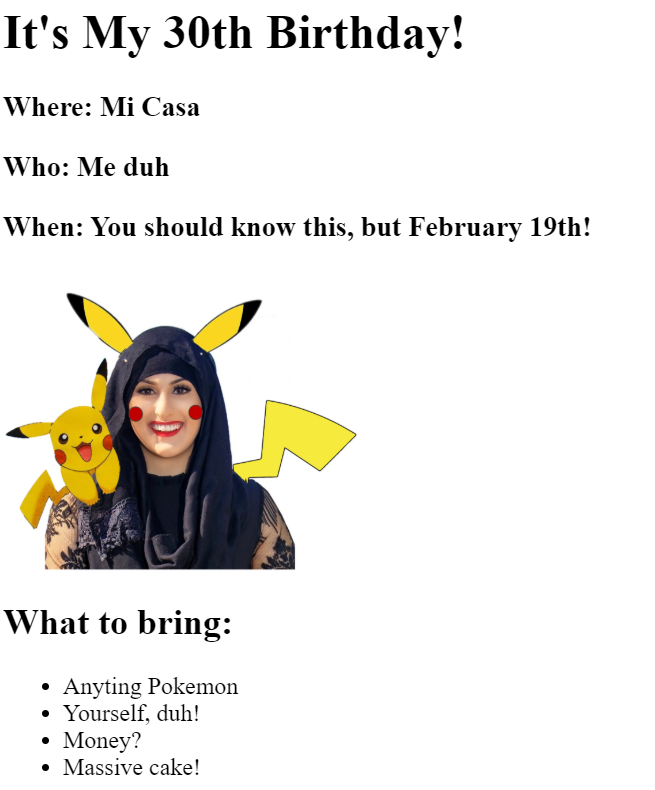 It's My 30th Birthday!
Where: Mi Casa
Who: Me duh
When: You should know this, but February 19th!
What to bring:
Anyting Pokemon
Yourself, duh!
Money?
Massive cake!